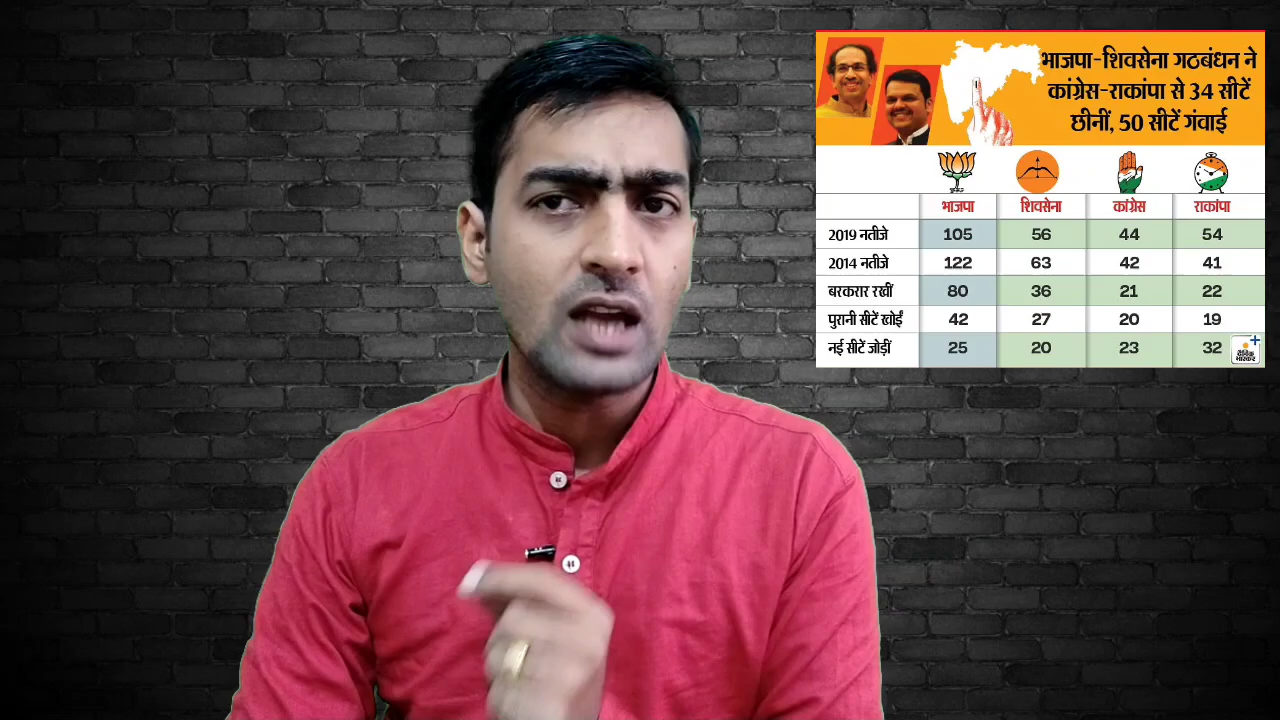 भाजपा-शिवसेना गठबंधन ने
कांग्रेस-राकांपा से 34 सीटें
छीनीं, 50 सीटें गंवाई
भाजपा शिवसेना कांग्रेस राकांपा
2019 नतीजे 105 56 44 54
2014 नतीजे 122 63 42 41
बरकरार रखीं 80 36 21 22
पुरानी सीटें खोईं 42 27 20 19
नई सीटें जोड़ीं 25 20 23 32
दैनिक
भास्कर